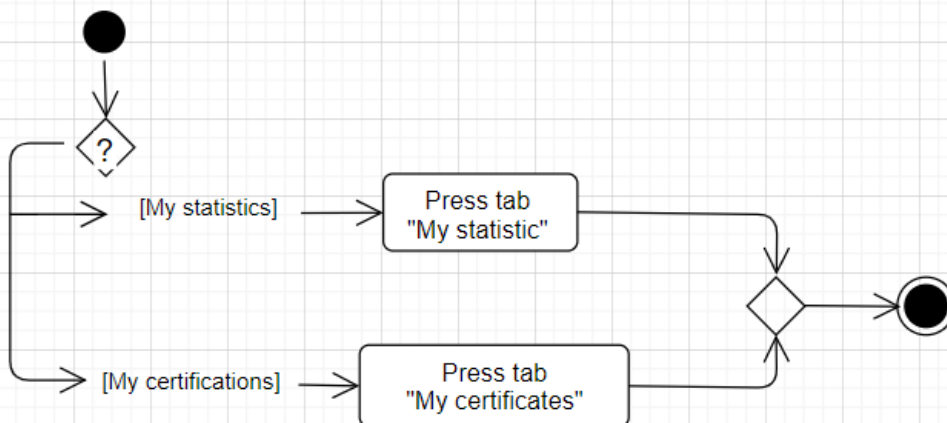 ?
[My statistics]
Press tab
"My statistic"
[My certifications]
Press tab
"My certificates"